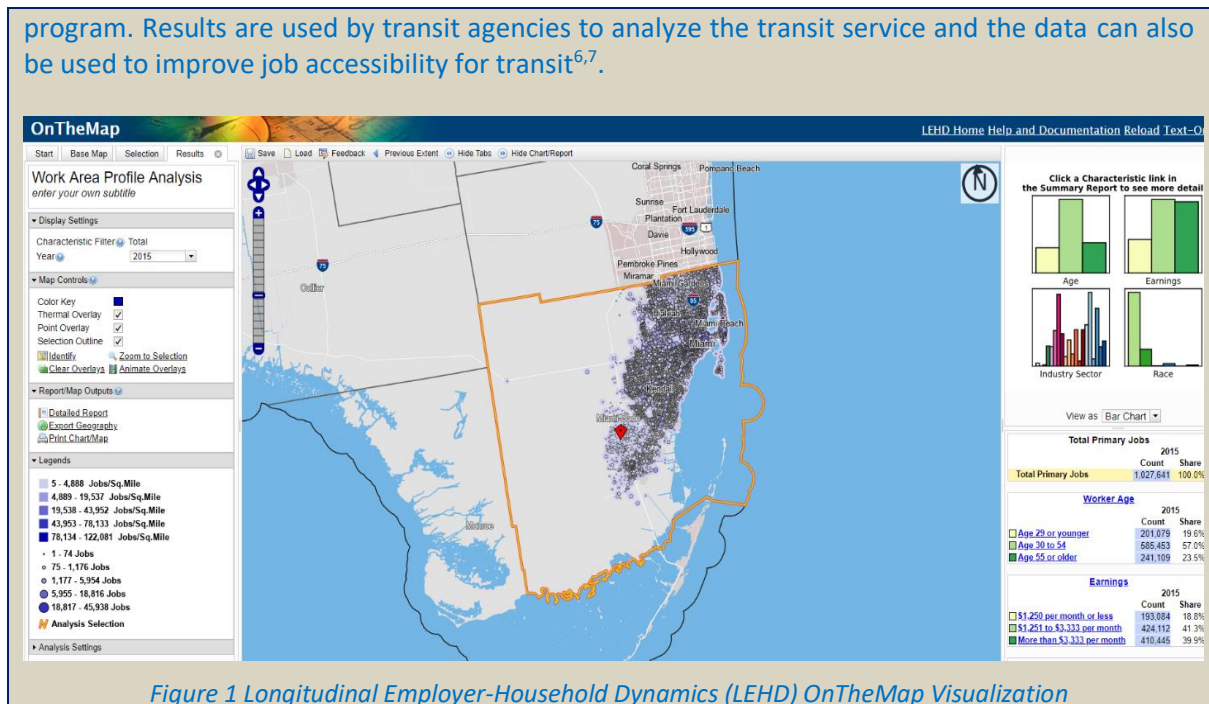 program. Results are used by transit agencies to analyze the transit service and the data can also
be used to improve job accessibility for transit6,7.
OnTheMap
LEHD Home Help and Documentation Reload Text-On
Start Base Map Selection Results
Save Load Feedback Previous Extent Hide Tabs Hide Chart/Report
Work Area Profile Analysis
enter your own subtitle
Display Settings
Characteristic Filter Total
Year 2015
Map Controls
Color Key
Thermal Overlay
Point Overlay
Selection Outline
Identify Zoom to Selection
Clear Overlays Animate Overlays
Report/Map Outputs
Detailed Report
Export Geography
Print Chart/Map
Legends
5 - 4,888 Jobs/Sq.Mile
4,889 - 19,537 Jobs/Sq.Mile
19,538 - 43,952 Jobs/Sq.Mile
43,953 - 78,133 Jobs/Sq.Mile
78,134 - 122,081 Jobs/Sq.Mile
1 - 74 Jobs
75 - 1,176 Jobs
1,177 - 5,954 Jobs
5,955 - 18,816 Jobs
18,817 - 45,938 Jobs
Analysis Selection
Analysis Settings
Coral Springs Pompano Beach
Sunrise
Fort Lauderdale
Plantation
75 595 1
Davie
Hollywood
75
Pembroke Pines
Miramar
Miami Gardens
Collier
95
Miami Beach
Miami
Kendall
Monroe
N
Click a Characteristic link in
the Summary Report to see more detail
Age Earnings
Industry Sector Race
View as Bar Chart
Total Primary Jobs
2015
Count Share
Total Primary Jobs 1,027,641 100.0%
Worker Age
2015
Count Share
Age 29 or younger 201,079 19.6%
Age 30 to 54 585,453 57.0%
Age 55 or older 241,109 23.5%
Earnings
2015
Count Share
$1,250 per month or less 193,084 18.8%
$1,251 to $3,333 per month 424,112 41.3%
More than $3,333 per month 410,445 39.9%
Figure 1 Longitudinal Employer-Household Dynamics (LEHD) OnTheMap Visualization